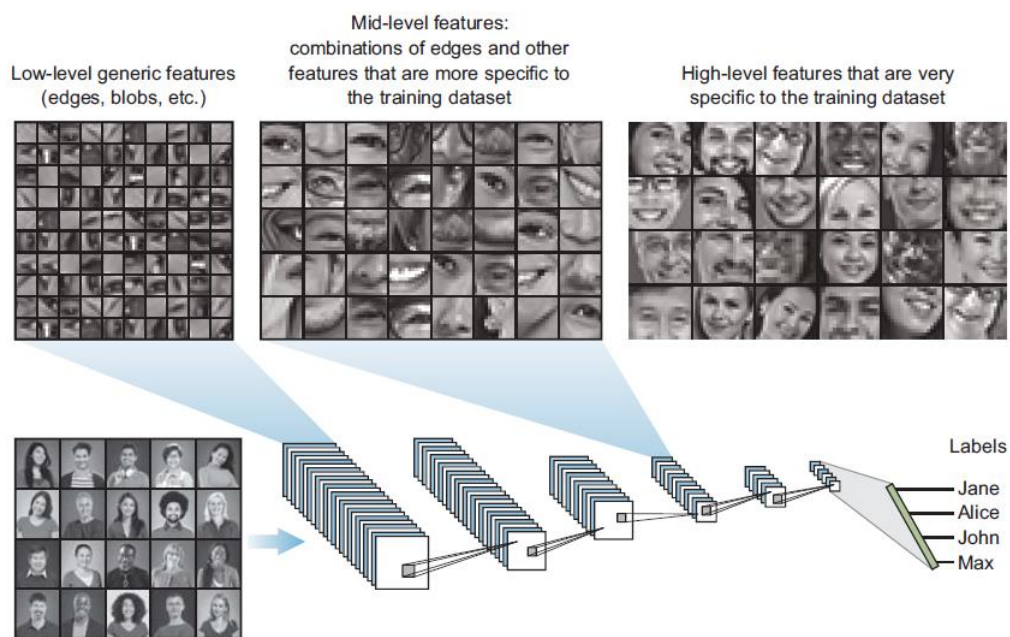 Low-level generic features
(edges, blobs, etc.)
Mid-level features:
combinations of edges and other
features that are more specific to
the training dataset
High-level features that are very
specific to the training dataset
Labels
Jane
Alice
John
Max